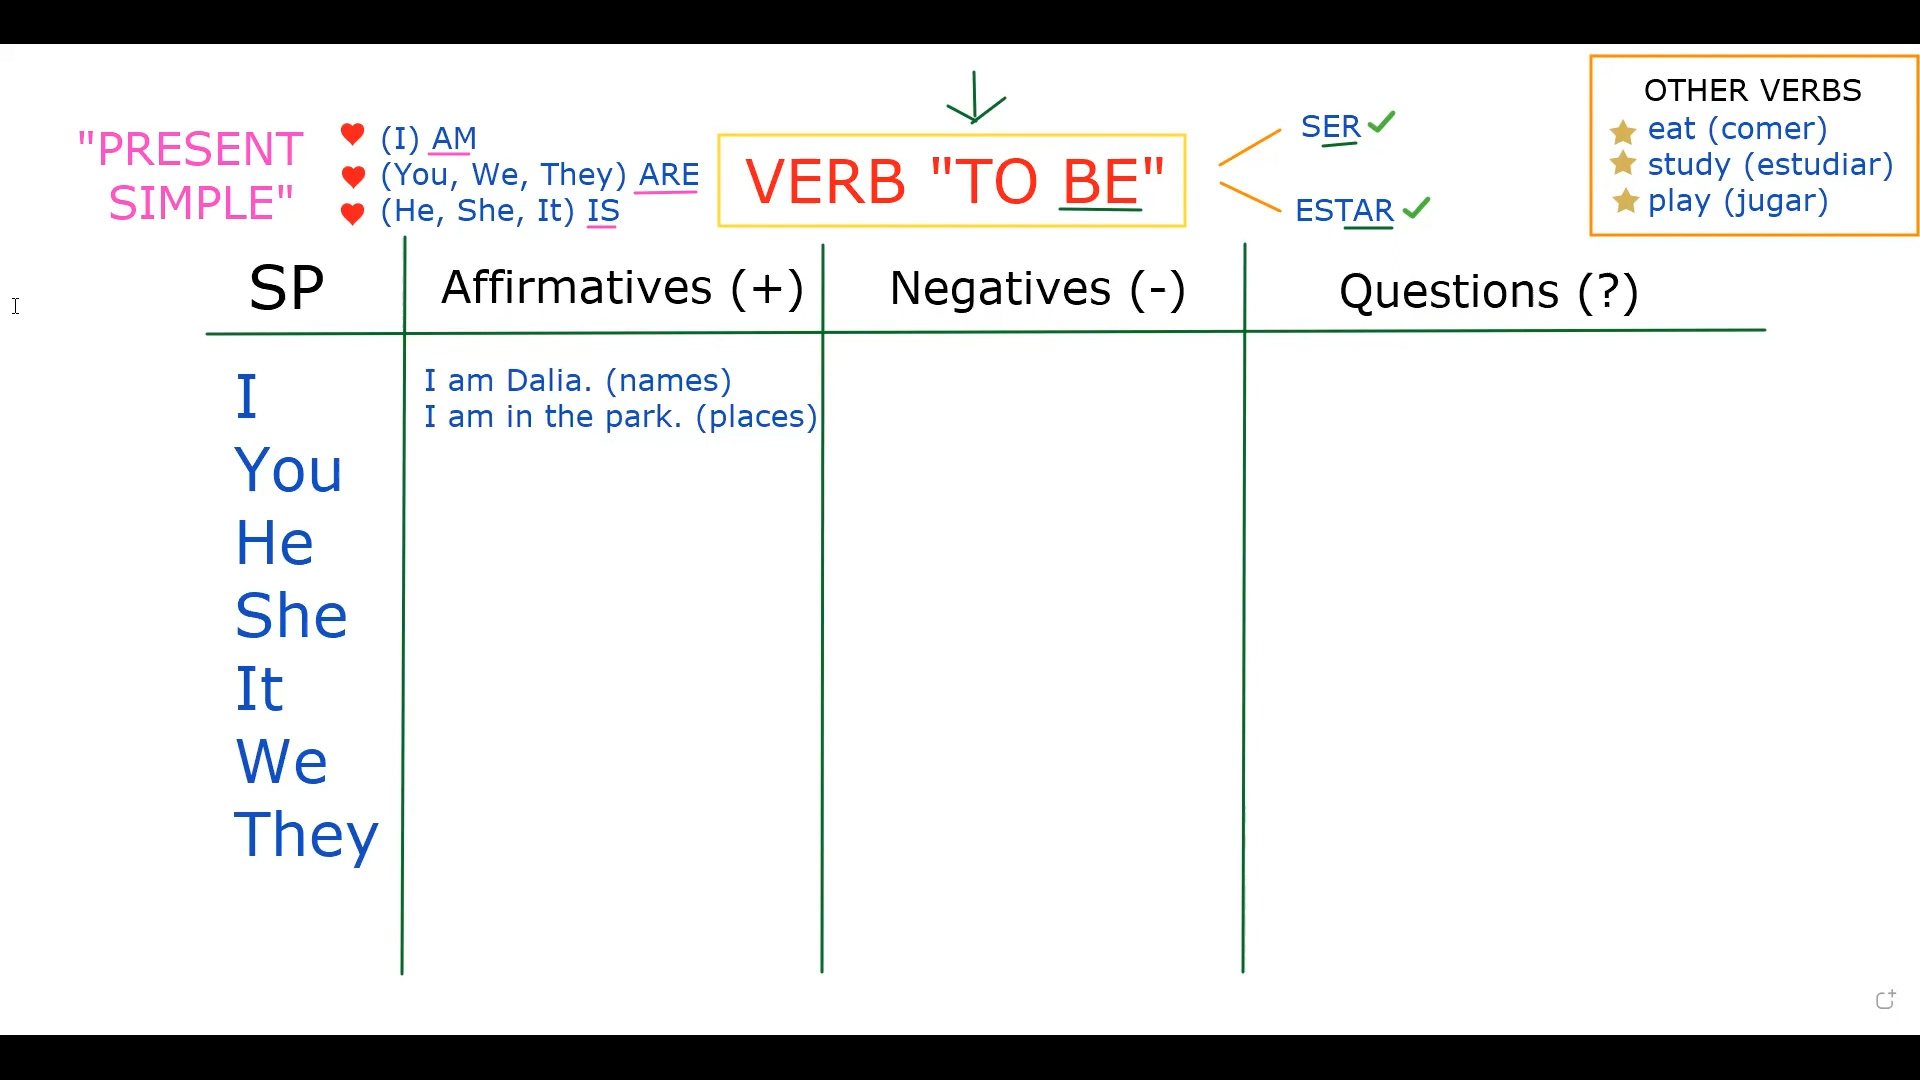 "PRESENT
SIMPLE"
(I) AM
(You, We, They) ARE
(He, She, It) IS
VERB "TO BE"
SER
ESTAR
OTHER VERBS
eat (comer)
study (estudiar)
play (jugar)
SP
Affirmatives (+)
Negatives (-)
Questions (?)
I
I am Dalia. (names)
I am in the park. (places)
You
He
She
It
We
They